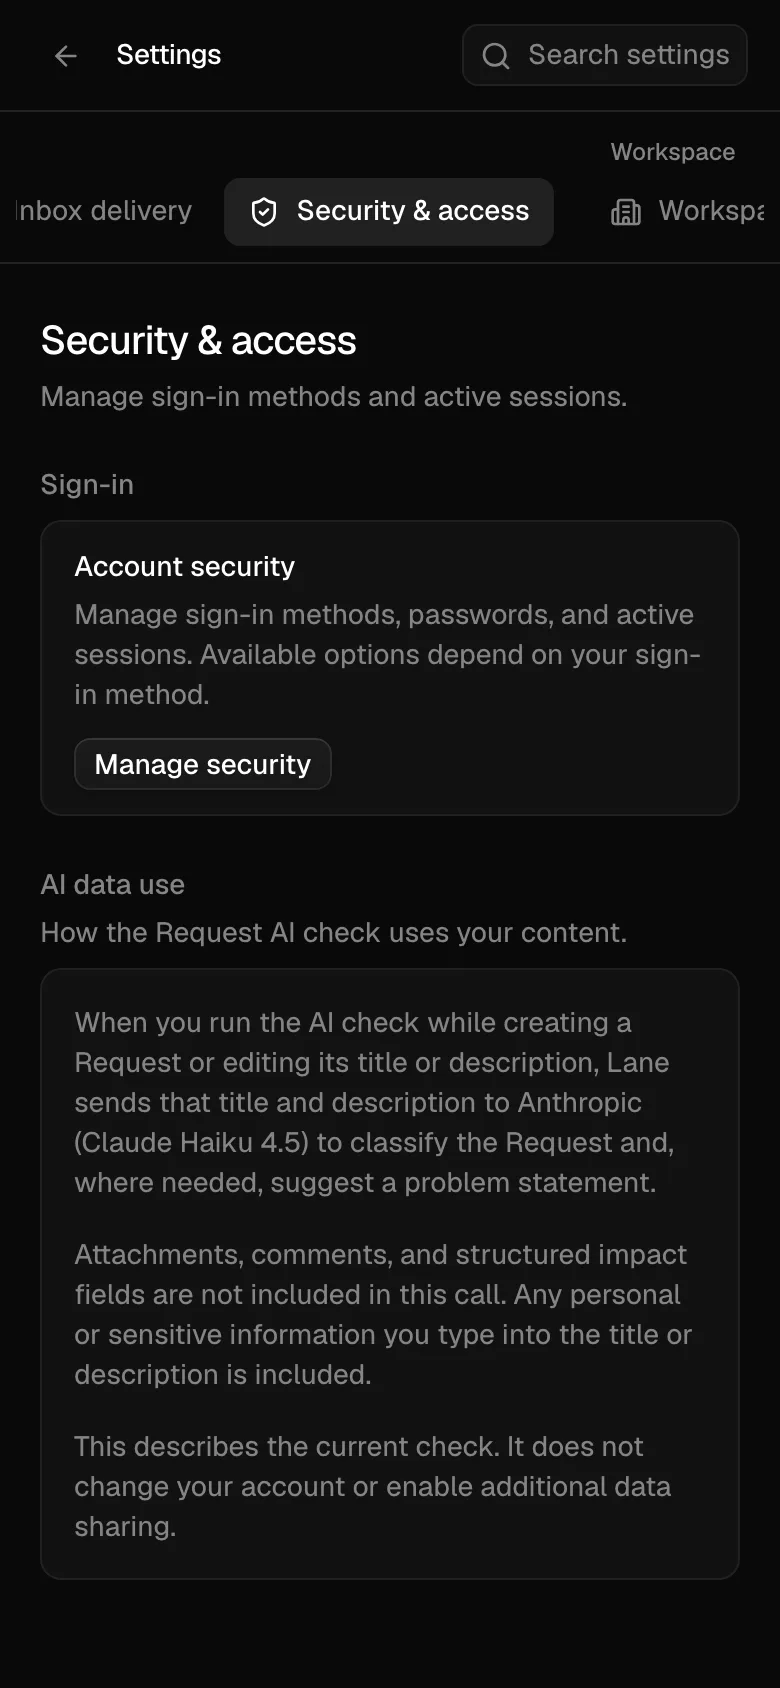 Settings
Search settings
Workspace
Inbox delivery
Security & access
Workspa
Security & access
Manage sign-in methods and active sessions.
Sign-in
Account security
Manage sign-in methods, passwords, and active
sessions. Available options depend on your sign-
in method.
Manage security
AI data use
How the Request AI check uses your content.
When you run the AI check while creating a
Request or editing its title or description, Lane
sends that title and description to Anthropic
(Claude Haiku 4.5) to classify the Request and,
where needed, suggest a problem statement.
Attachments, comments, and structured impact
fields are not included in this call. Any personal
or sensitive information you type into the title or
description is included.
This describes the current check. It does not
change your account or enable additional data
sharing.